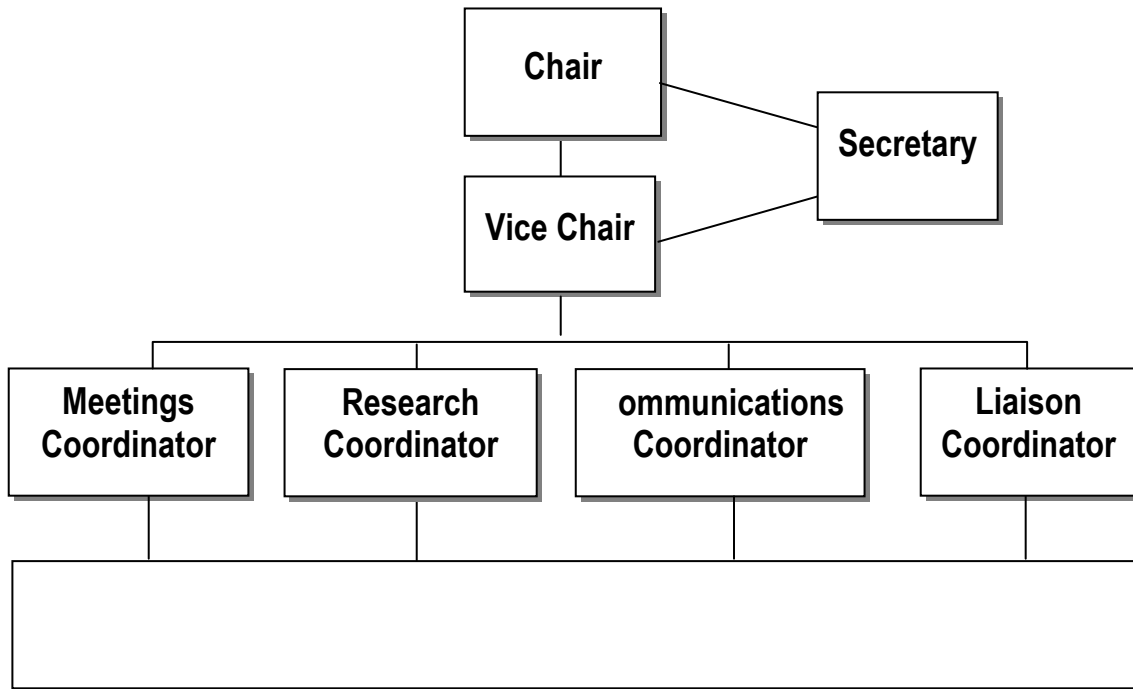 Chair
Secretary
Vice Chair
Meetings
Coordinator
Research
Coordinator
ommunications
Coordinator
Liaison
Coordinator